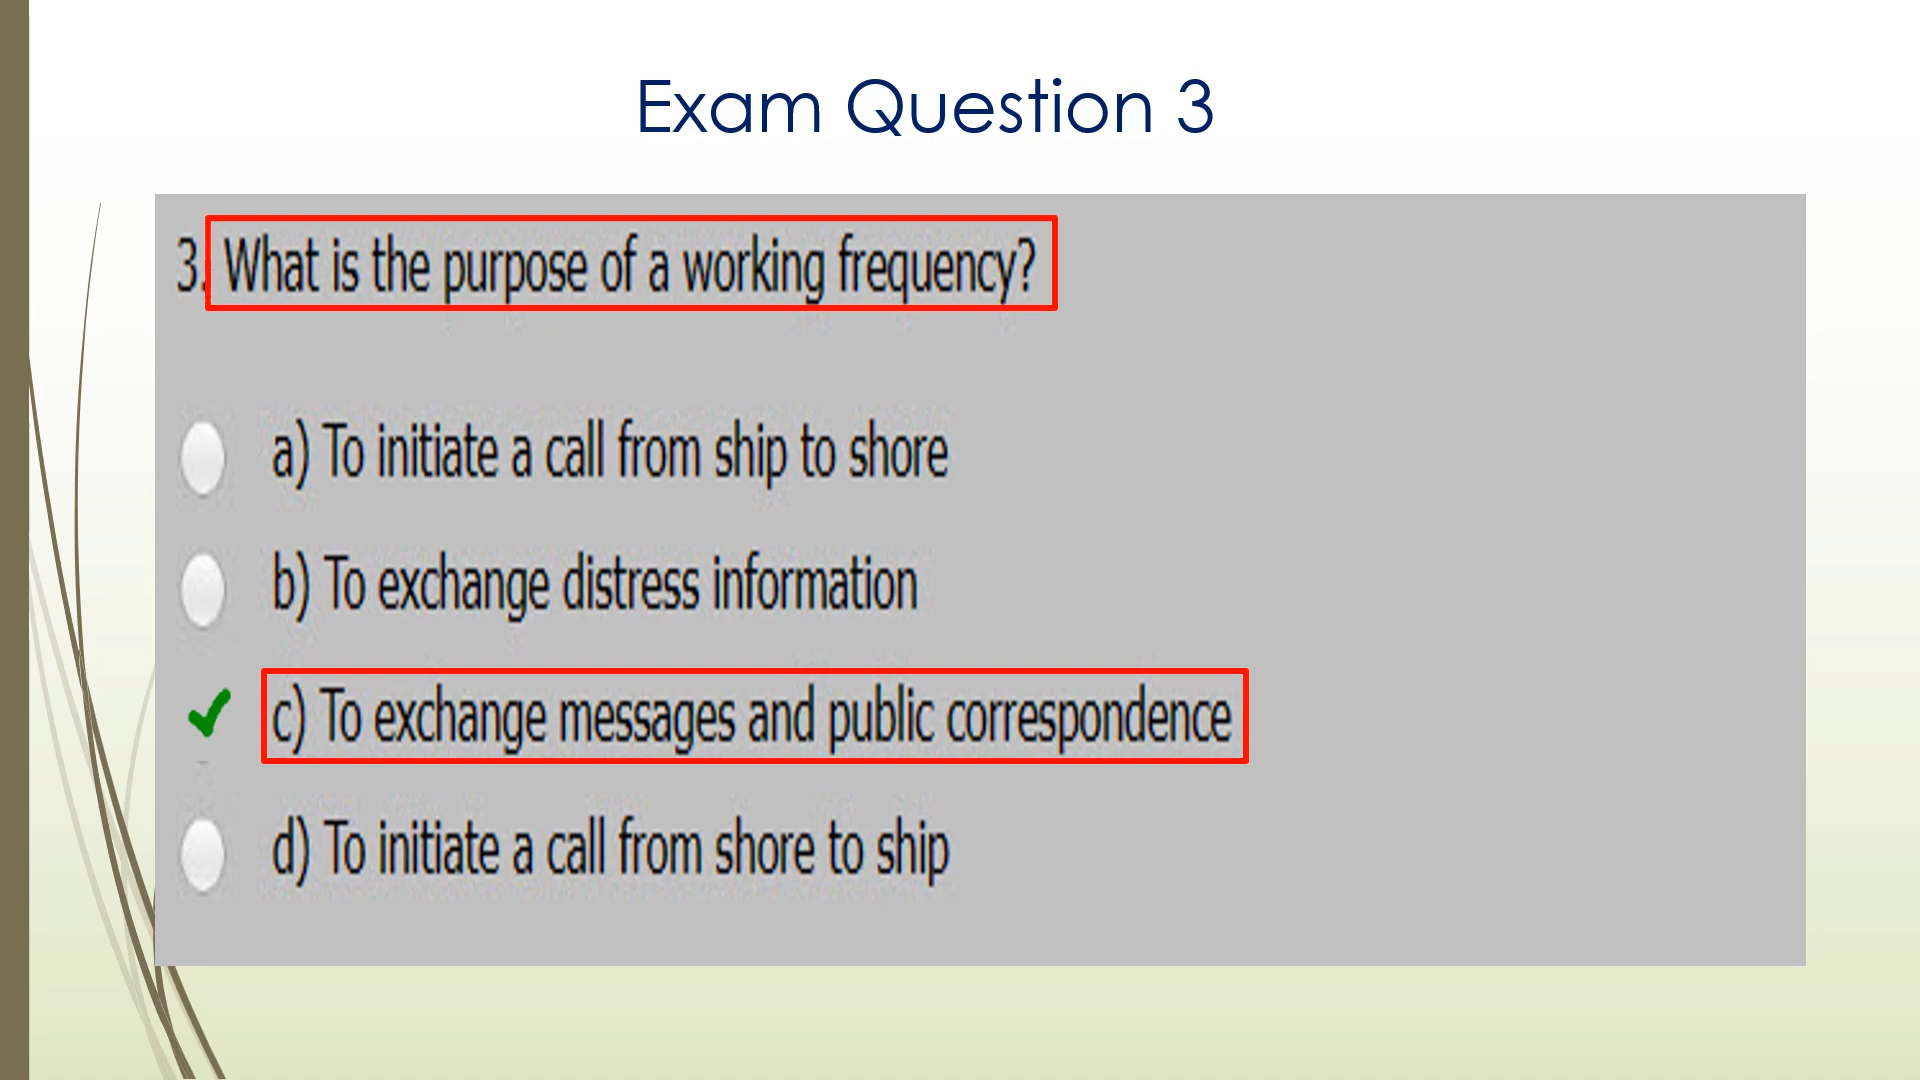 Exam Question 3
3. What is the purpose of a working frequency?
a) To initiate a call from ship to shore
b) To exchange distress information
c) To exchange messages and public correspondence
d) To initiate a call from shore to ship